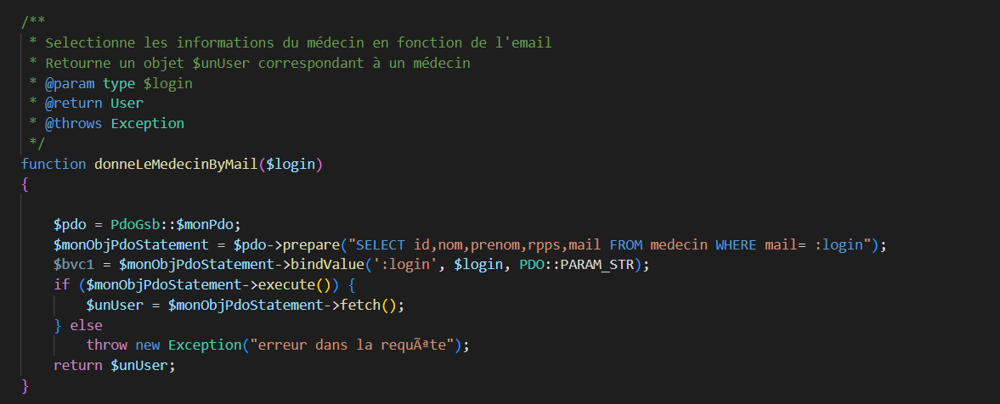 /**
 * Selectionne les informations du médecin en fonction de l'email
 * Retourne un objet $unUser correspondant à un médecin
 * @param type $login
 * @return User
 * @throws Exception
 */
function donneLeMedecinByMail($login)
{
    $pdo = PdoGsb::$monPdo;
    $monObjPdoStatement = $pdo->prepare("SELECT id,nom,prenom,rpps,mail FROM medecin WHERE mail= :login");
    $bvc1 = $monObjPdoStatement->bindValue(':login', $login, PDO::PARAM_STR);
    if ($monObjPdoStatement->execute()) {
        $unUser = $monObjPdoStatement->fetch();
    } else
        throw new Exception("erreur dans la requÃªte");
    return $unUser;
}